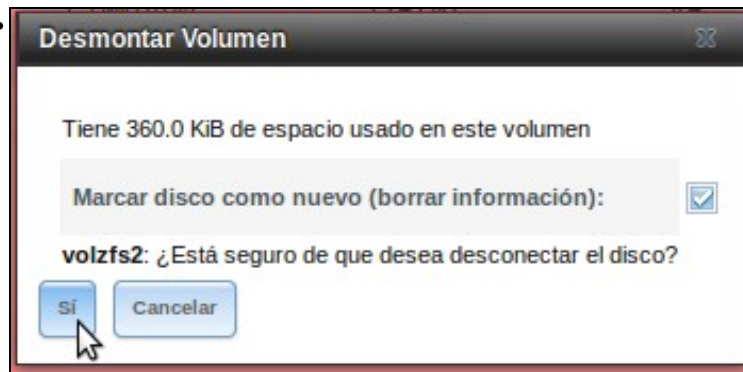 Desmontar Volumen
Tiene 360.0 KiB de espacio usado en este volumen
Marcar disco como nuevo (borrar información):
volzfs2: ¿Está seguro de que desea desconectar el disco?
Sí
Cancelar